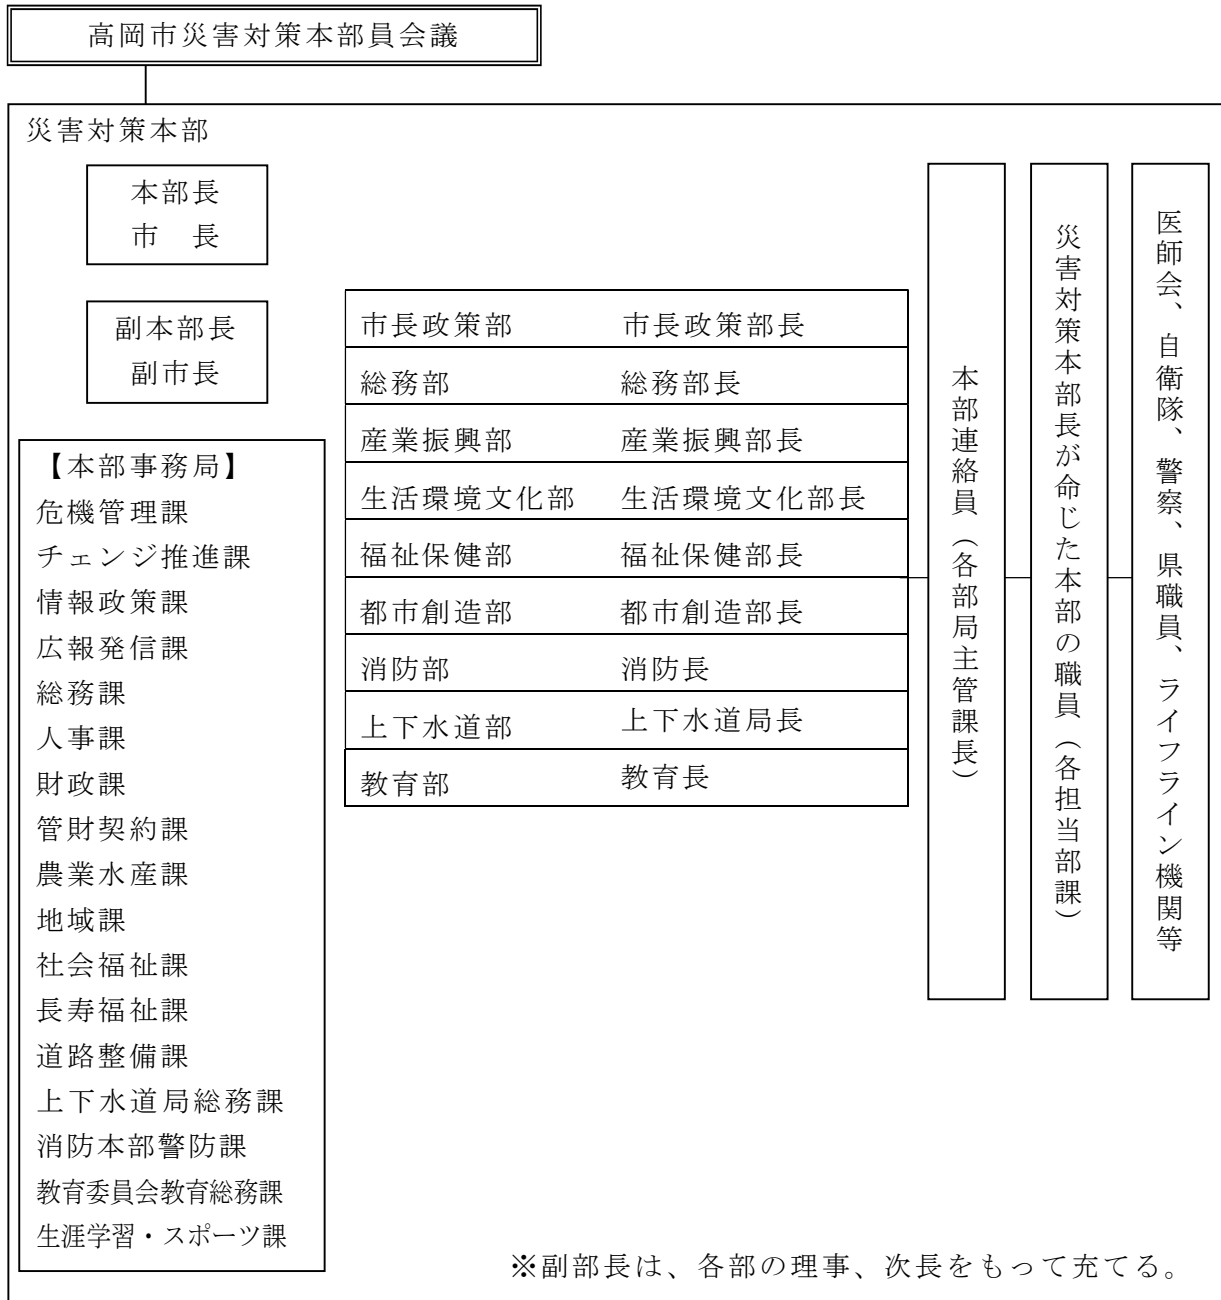 高岡市災害対策本部員会議
災害対策本部
本部長
市　長
副本部長
副市長
【本部事務局】
危機管理課
チェンジ推進課
情報政策課
広報発信課
総務課
人事課
財政課
管財契約課
農業水産課
地域課
社会福祉課
長寿福祉課
道路整備課
上下水道局総務課
消防本部警防課
教育委員会教育総務課
生涯学習・スポーツ課
市長政策部　市長政策部長
総務部　総務部長
産業振興部　産業振興部長
生活環境文化部　生活環境文化部長
福祉保健部　福祉保健部長
都市創造部　都市創造部長
消防部　消防長
上下水道部　上下水道局長
教育部　教育長
本部連絡員（各部局主管課長）
災害対策本部長が命じた本部の職員（各担当部課）
医師会、自衛隊、警察、県職員、ライフライン機関等
※副部長は、各部の理事、次長をもって充てる。